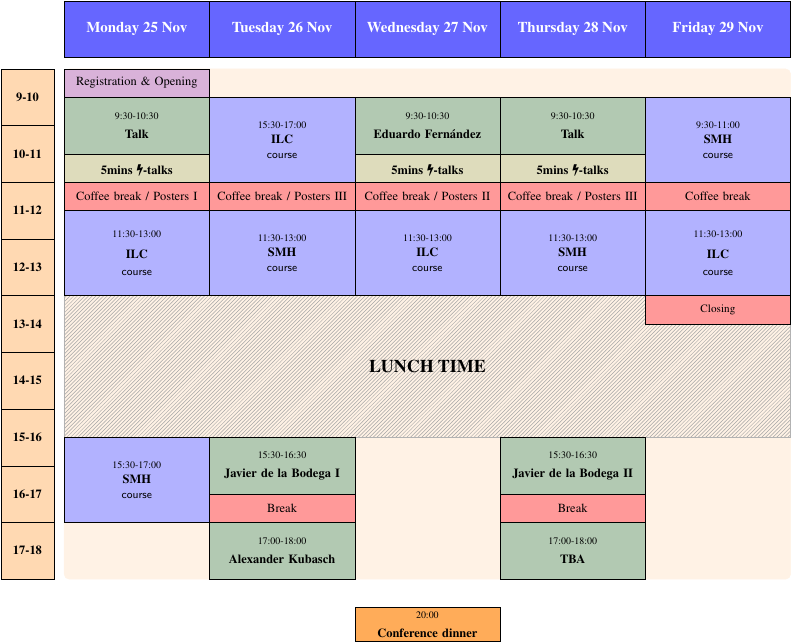 Monday 25 Nov
Tuesday 26 Nov
Wednesday 27 Nov
Thursday 28 Nov
Friday 29 Nov
9-10
10-11
11-12
12-13
13-14
14-15
15-16
16-17
17-18
Registration & Opening
9:30-10:30
Talk
5mins ϟ-talks
Coffee break / Posters I
11:30-13:00
ILC
course
15:30-17:00
ILC
course
Coffee break / Posters III
11:30-13:00
SMH
course
9:30-10:30
Eduardo Fernández
5mins ϟ-talks
Coffee break / Posters II
11:30-13:00
ILC
course
9:30-10:30
Talk
5mins ϟ-talks
Coffee break / Posters III
11:30-13:00
SMH
course
9:30-11:00
SMH
course
Coffee break
11:30-13:00
ILC
course
Closing
LUNCH TIME
15:30-17:00
SMH
course
15:30-16:30
Javier de la Bodega I
Break
17:00-18:00
Alexander Kubasch
15:30-16:30
Javier de la Bodega II
Break
17:00-18:00
TBA
20:00
Conference dinner